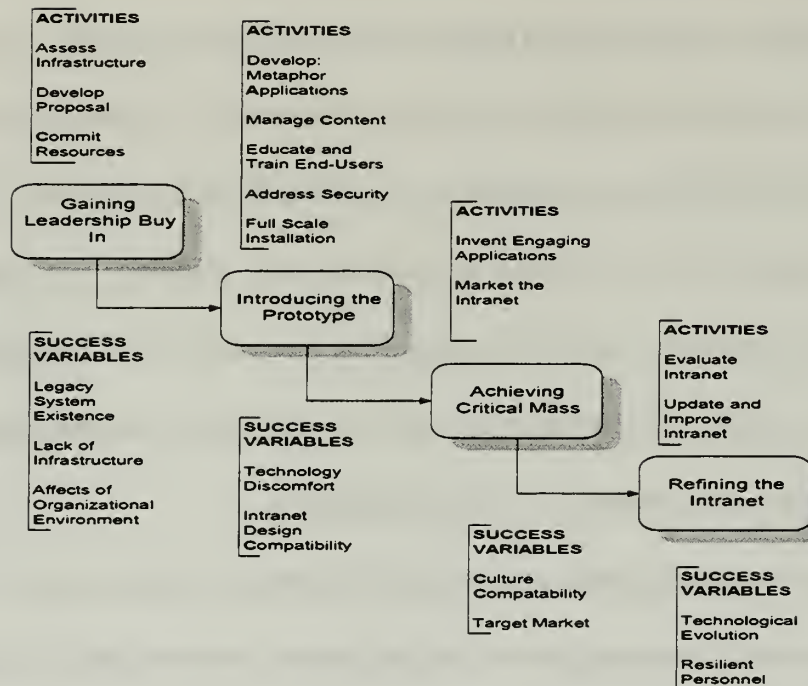 ACTIVITIES
Assess
Infrastructure
Develop
Proposal
Commit
Resources
Gaining
Leadership Buy
In
SUCCESS
VARIABLES
Legacy
System
Existence
Lack of
Infrastructure
Affects of
Organizational
Environment
ACTIVITIES
Develop:
Metaphor
Applications
Manage Content
Educate and
Train End-Users
Address Security
Full Scale
Installation
Introducing the
Prototype
SUCCESS
VARIABLES
Technology
Discomfort
Intranet
Design
Compatibility
ACTIVITIES
Invent Engaging
Applications
Market the
Intranet
Achieving
Critical Mass
SUCCESS
VARIABLES
Culture
Compatability
Target Market
ACTIVITIES
Evaluate
Intranet
Update and
Improve
Intranet
Refining the
Intranet
SUCCESS
VARIABLES
Technological
Evolution
Resilient
Personnel